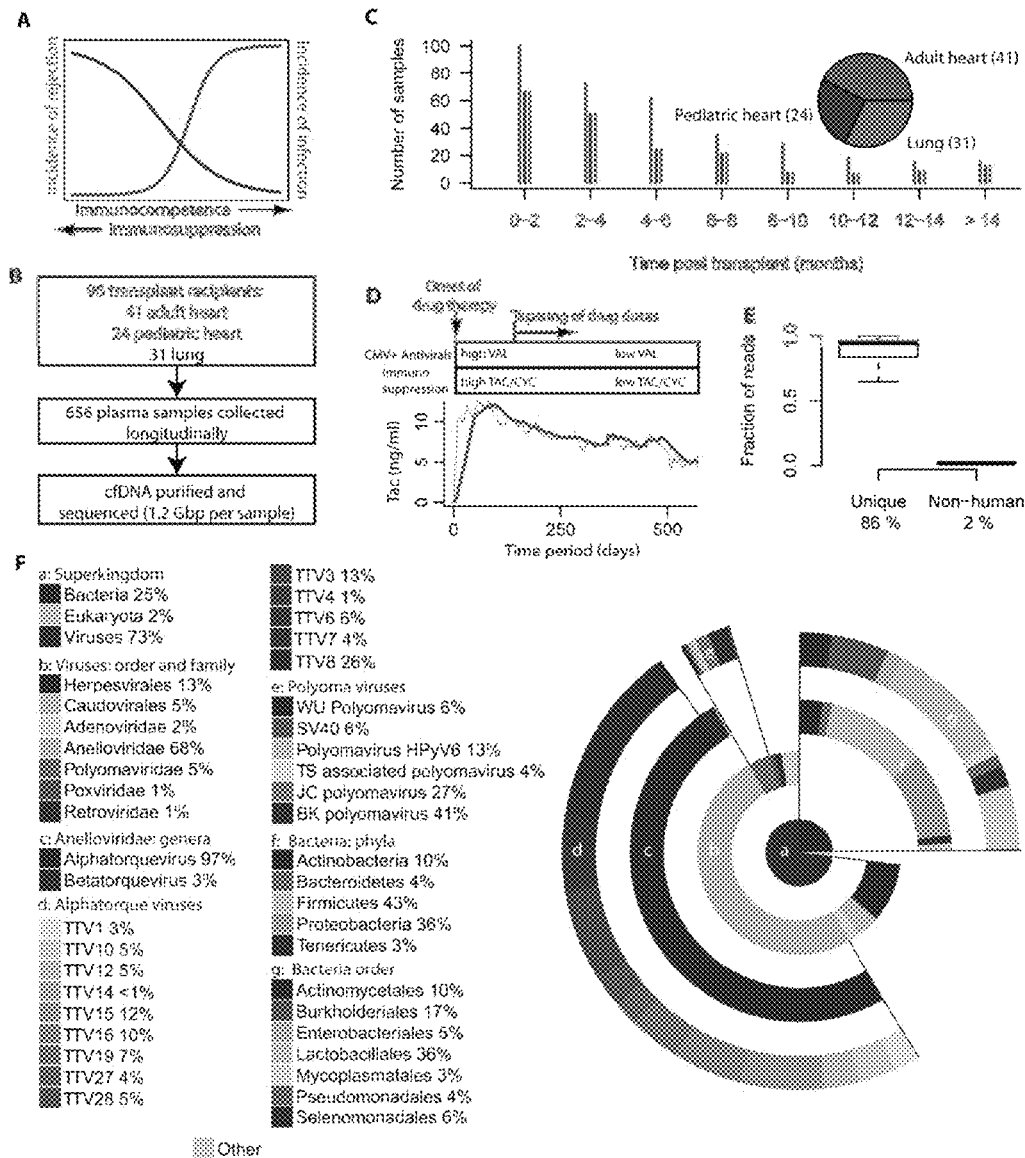 A
Incidence of rejection
Incidence of infection
Immunocompetence
Immunosuppression
B
96 transplant recipients:
41 adult heart
24 pediatric heart
31 lung
656 plasma samples collected
longitudinally
cfDNA purified and
sequenced (1.2 Gbp per sample)
C
Number of samples
100
80
60
40
20
0
0-2
2-4
4-6
6-8
8-10
10-12
12-14
> 14
Time post transplant (months)
Adult heart (41)
Pediatric heart (24)
Lung (31)
D
Onset of
drug therapy
Tapering of drug doses
CMV+ Antivirals
high VAL
low VAL
Immuno
suppression
high TAC/CYC
low TAC/CYC
Tac (ng/ml)
10
5
0
0
250
500
Time period (days)
E
Fraction of reads
1.0
0.5
0.0
Unique
86 %
Non-human
2 %
F
a: Superkingdom
Bacteria 25%
Eukaryota 2%
Viruses 73%
b: Viruses: order and family
Herpesvirales 13%
Caudovirales 5%
Adenoviridae 2%
Anelloviridae 68%
Polyomaviridae 5%
Poxviridae 1%
Retroviridae 1%
c: Anelloviridae: genera
Alphatorquevirus 97%
Betatorquevirus 3%
d: Alphatorque viruses
TTV1 3%
TTV10 5%
TTV12 5%
TTV14 <1%
TTV15 12%
TTV16 10%
TTV19 7%
TTV27 4%
TTV28 5%
TTV3 13%
TTV4 1%
TTV6 6%
TTV7 4%
TTV8 26%
e: Polyoma viruses
WU Polyomavirus 6%
SV40 6%
Polyomavirus HPyV6 13%
TS associated polyomavirus 4%
JC polyomavirus 27%
BK polyomavirus 41%
f: Bacteria: phyla
Actinobacteria 10%
Bacteroidetes 4%
Firmicutes 43%
Proteobacteria 36%
Tenericutes 3%
g: Bacteria order
Actinomycetales 10%
Burkholderiales 17%
Enterobacteriales 5%
Lactobacillales 36%
Mycoplasmatales 3%
Pseudomonadales 4%
Selenomonadales 6%
Other
d
c
a